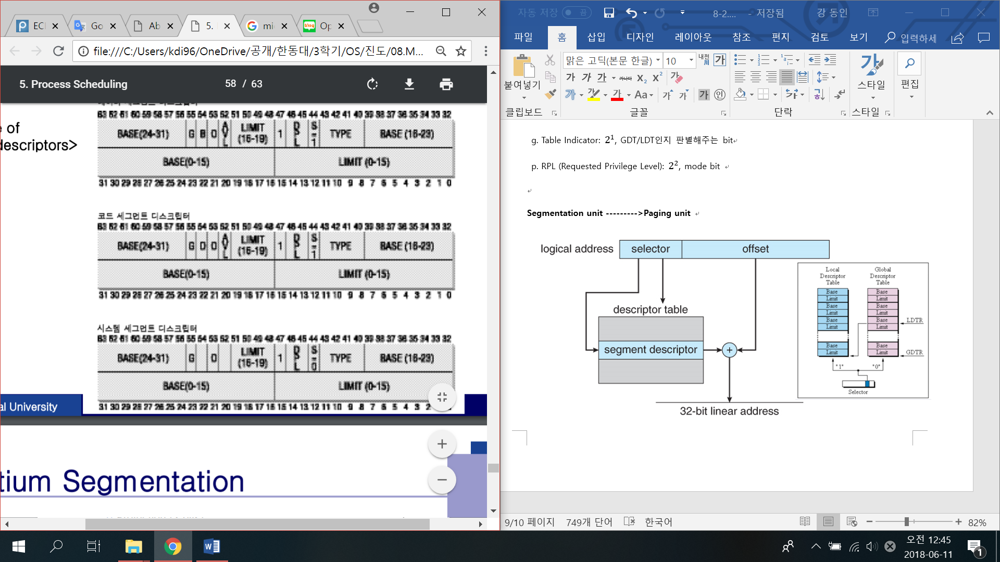 ECI
Go
Ab
5.
mi
blog
Op
file:///C:/Users/kdi96/OneDrive/공개/한동대/3학기/OS/진도/08.M...
5. Process Scheduling
58 / 63
63 62 61 60 59 58 57 56 55 54 53 52 51 50 49 48 47 46 45 44 43 42 41 40 39 38 37 36 35 34 33 32
e of
descriptors>
BASE(24-31) G B O AVL LIMIT (16-19) 1 DPL S=1 TYPE BASE (16-23)
BASE(0-15) LIMIT (0-15)
31 30 29 28 27 26 25 24 23 22 21 20 19 18 17 16 15 14 13 12 11 10 9 8 7 6 5 4 3 2 1 0
코드 세그먼트 디스크립터
63 62 61 60 59 58 57 56 55 54 53 52 51 50 49 48 47 46 45 44 43 42 41 40 39 38 37 36 35 34 33 32
BASE(24-31) G D O AVL LIMIT (16-19) 1 DPL S=1 TYPE BASE (16-23)
BASE(0-15) LIMIT (0-15)
31 30 29 28 27 26 25 24 23 22 21 20 19 18 17 16 15 14 13 12 11 10 9 8 7 6 5 4 3 2 1 0
시스템 세그먼트 디스크립터
63 62 61 60 59 58 57 56 55 54 53 52 51 50 49 48 47 46 45 44 43 42 41 40 39 38 37 36 35 34 33 32
BASE(24-31) G O LIMIT (16-19) 1 DPL S=0 TYPE BASE (16-23)
BASE(0-15) LIMIT (0-15)
31 30 29 28 27 26 25 24 23 22 21 20 19 18 17 16 15 14 13 12 11 10 9 8 7 6 5 4 3 2
al University
tium Segmentation
자동 저장 끔
8-2.... - 저장됨
강 동인
파일 홈 삽입 디자인 레이아웃 참조 편지 검토 보기 입력하세
붙여넣기
맑은 고딕(본문 한글) 10
스타일
편집
클립보드 글꼴 단락 스타일
g. Table Indicator: 2¹, GDT/LDT인지 판별해주는 bit
p. RPL (Requested Privilege Level): 2², mode bit
Segmentation unit --------->Paging unit
logical address selector offset
descriptor table
segment descriptor
+
32-bit linear address
Local Descriptor Table
Global Descriptor Table
Base Base
Limit Limit
Base Base
Limit Limit
Base Base
LDTR
Limit Limit
Base Base
Limit Limit
GDTR
"1" "0"
Selector
9/10 페이지 749개 단어 한국어
82%
오전 12:45
2018-06-11
1